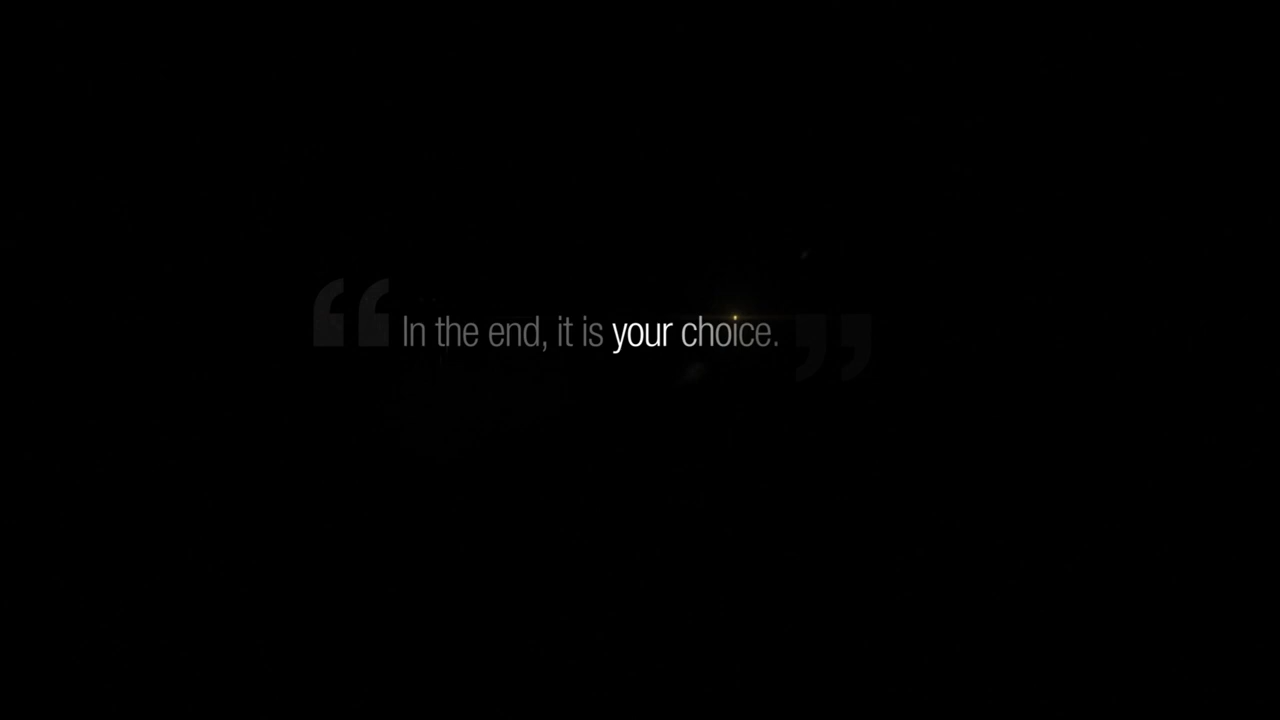 “In the end, it is your choice.”